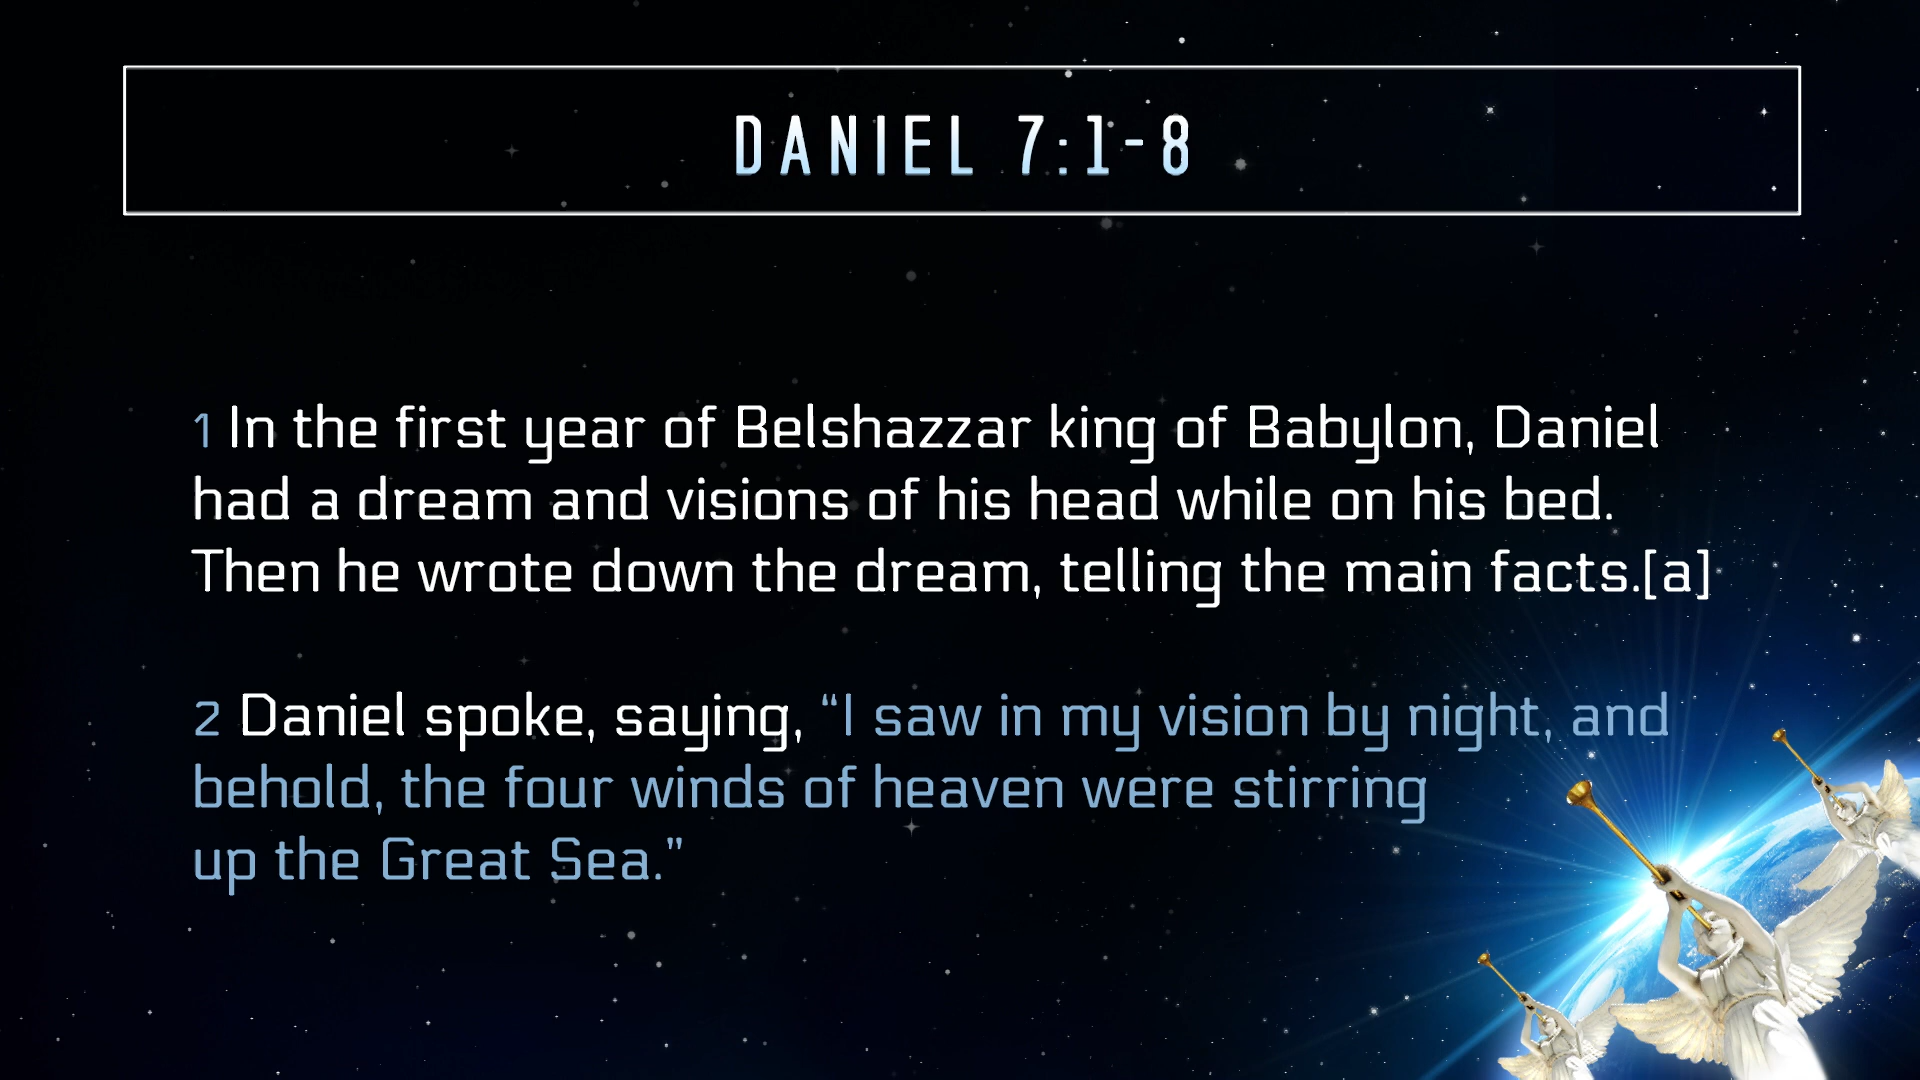 DANIEL 7:1-8
1 In the first year of Belshazzar king of Babylon, Daniel
had a dream and visions of his head while on his bed.
Then he wrote down the dream, telling the main facts.[a]
2 Daniel spoke, saying, “I saw in my vision by night, and
behold, the four winds of heaven were stirring
up the Great Sea.”